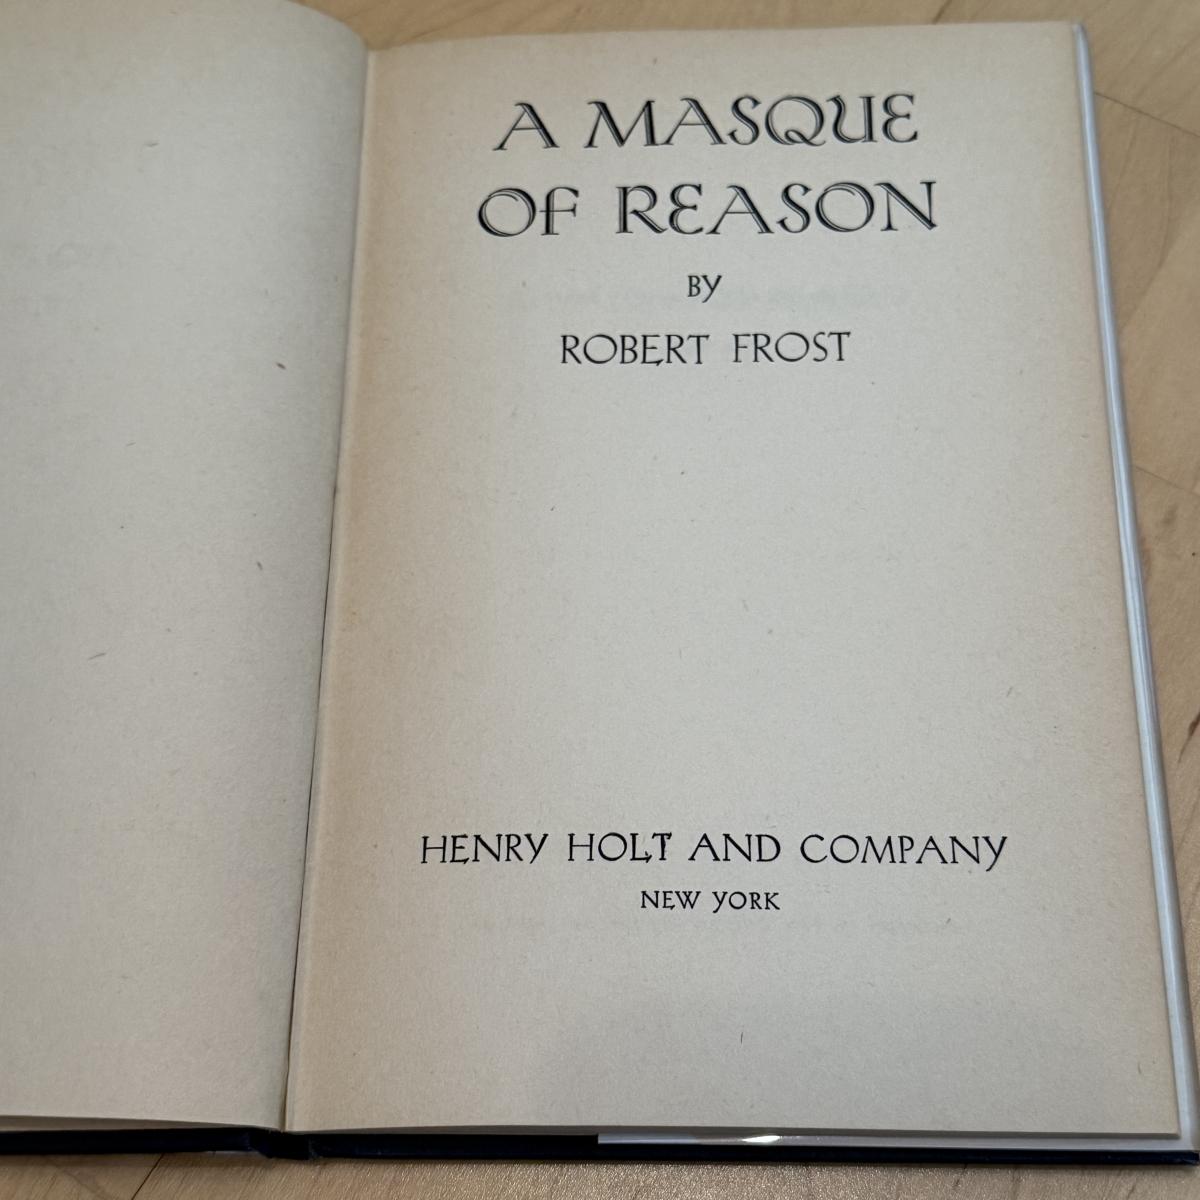 A MASQUE
OF REASON
BY
ROBERT FROST
HENRY HOLT AND COMPANY
NEW YORK